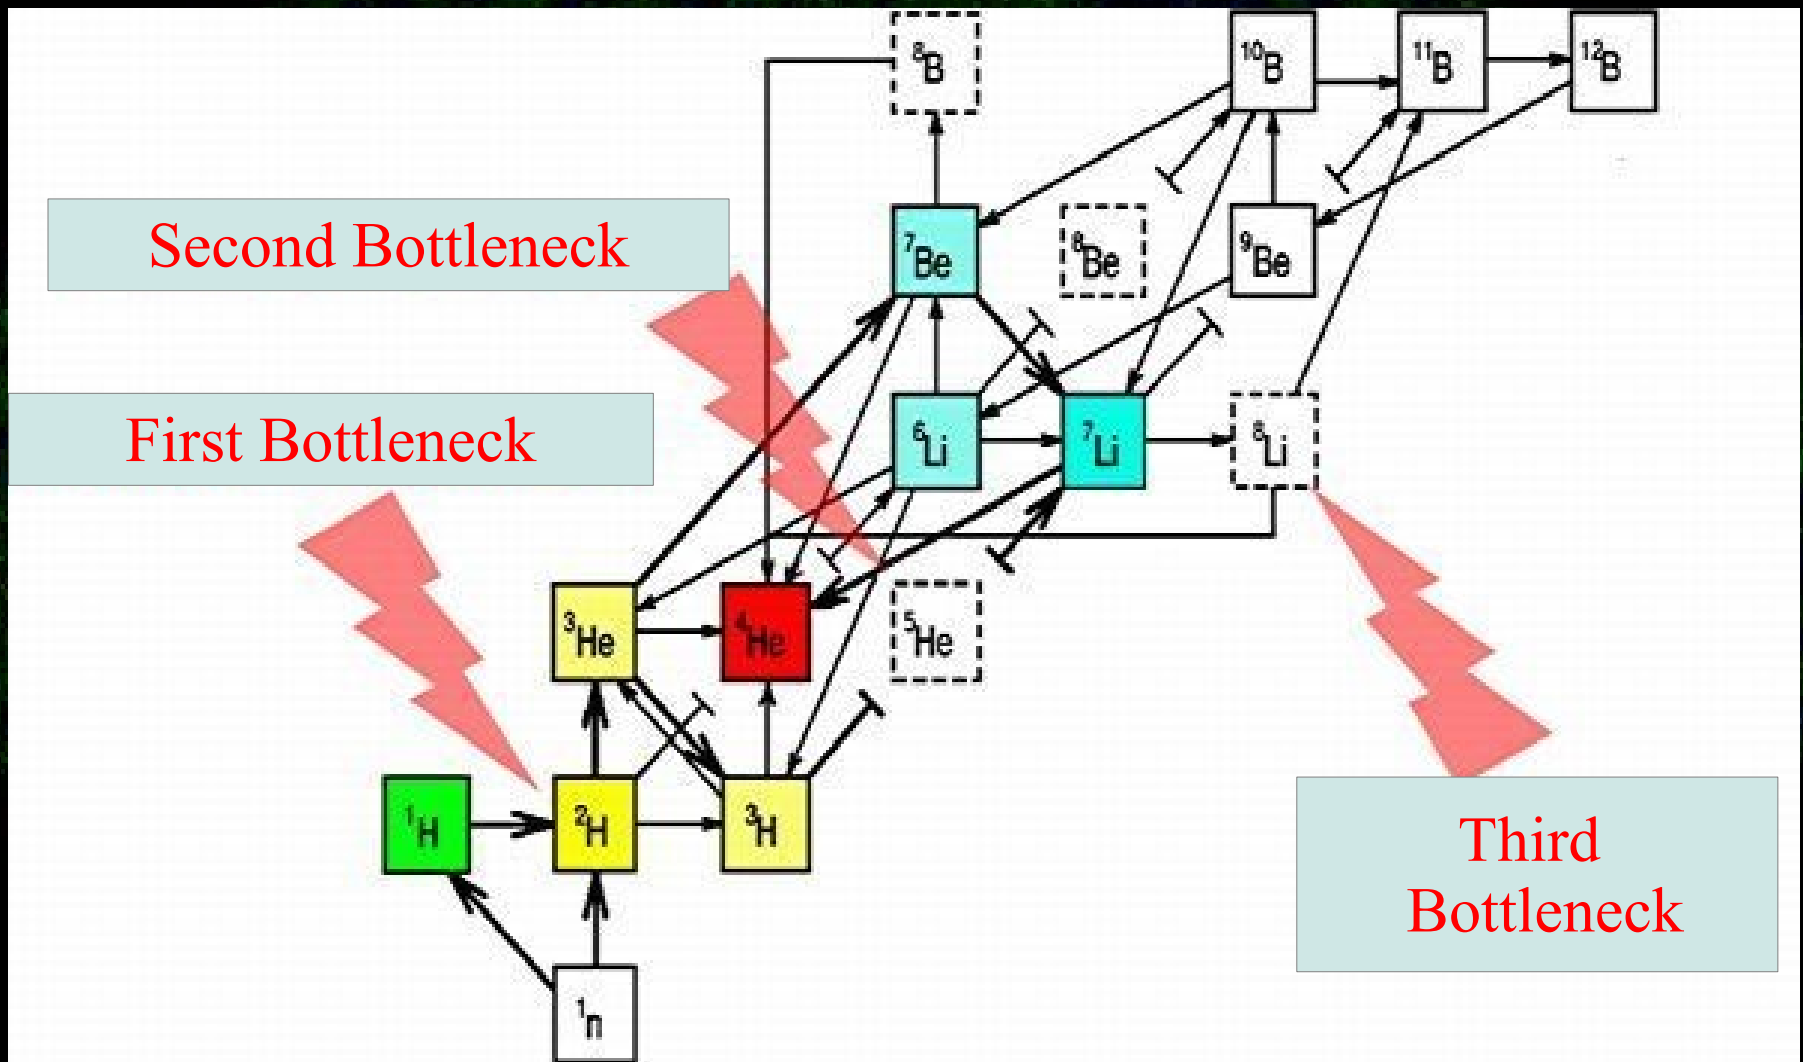 ⁸B
¹⁰B
¹¹B
¹²B
Second Bottleneck
⁷Be
⁸Be
⁹Be
First Bottleneck
⁶Li
⁷Li
⁸Li
³He
⁴He
⁵He
¹H
²H
³H
Third
Bottleneck
¹n